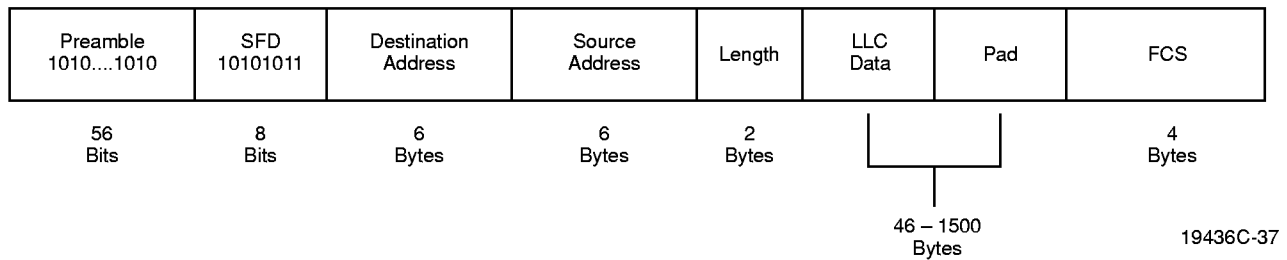 Preamble
1010....1010
SFD
10101011
Destination
Address
Source
Address
Length
LLC
Data
Pad
FCS
56
Bits
8
Bits
6
Bytes
6
Bytes
2
Bytes
4
Bytes
46 – 1500
Bytes
19436C-37